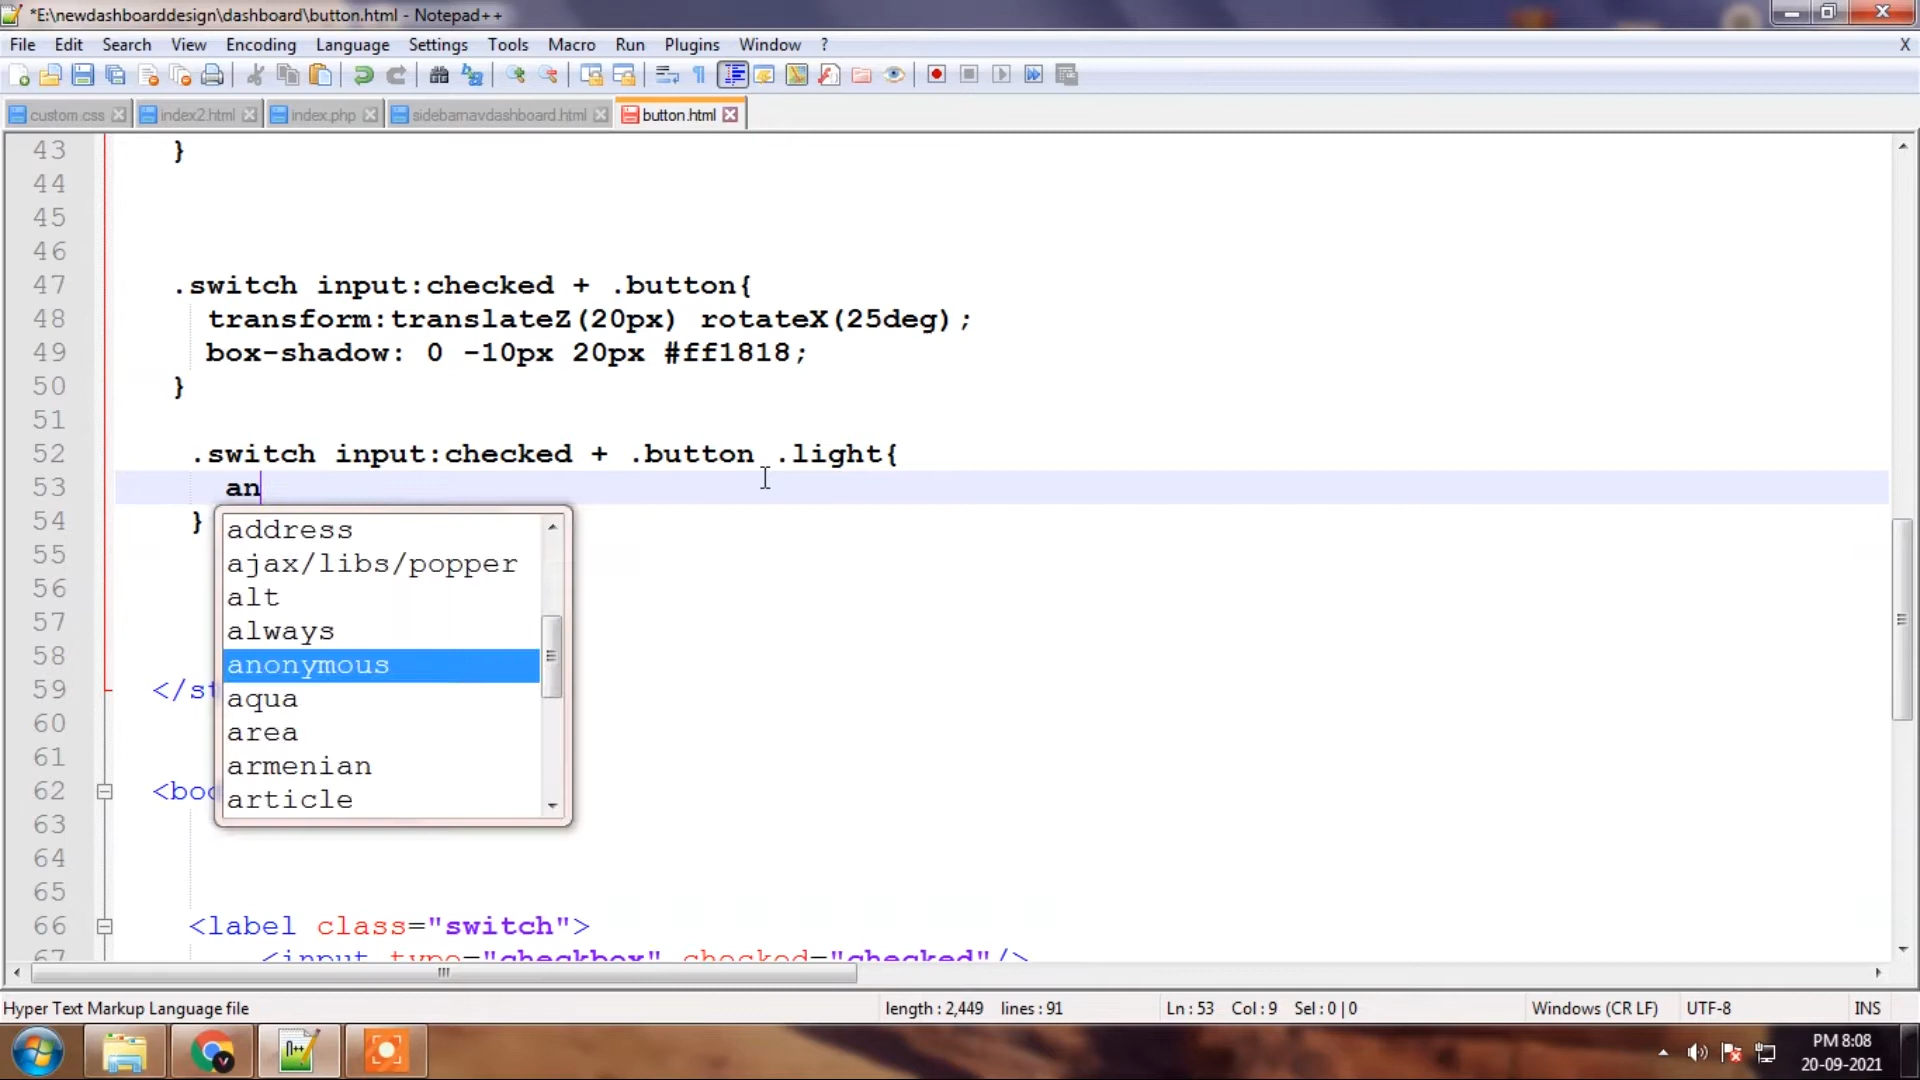 *E:\newdashboarddesign\dashboard\button.html - Notepad++
File Edit Search View Encoding Language Settings Tools Macro Run Plugins Window ? X
custom.css index2.html index.php sidebarnavdashboard.html button.html
43 }
44
45
46
47 .switch input:checked + .button{
48 transform:translateZ(20px) rotateX(25deg);
49 box-shadow: 0 -10px 20px #ff1818;
50 }
51
52 .switch input:checked + .button .light{
53 an
54 }
address
55
ajax/libs/popper
56
alt
57
always
58
anonymous
59 </st
aqua
60
area
61
armenian
62 <bo
article
63
64
65
66 <label class="switch">
67 <input type="checkbox" checked="checked"/>
Hyper Text Markup Language file length : 2,449 lines : 91 Ln : 53 Col : 9 Sel : 0 | 0 Windows (CR LF) UTF-8 INS
PM 8:08
20-09-2021